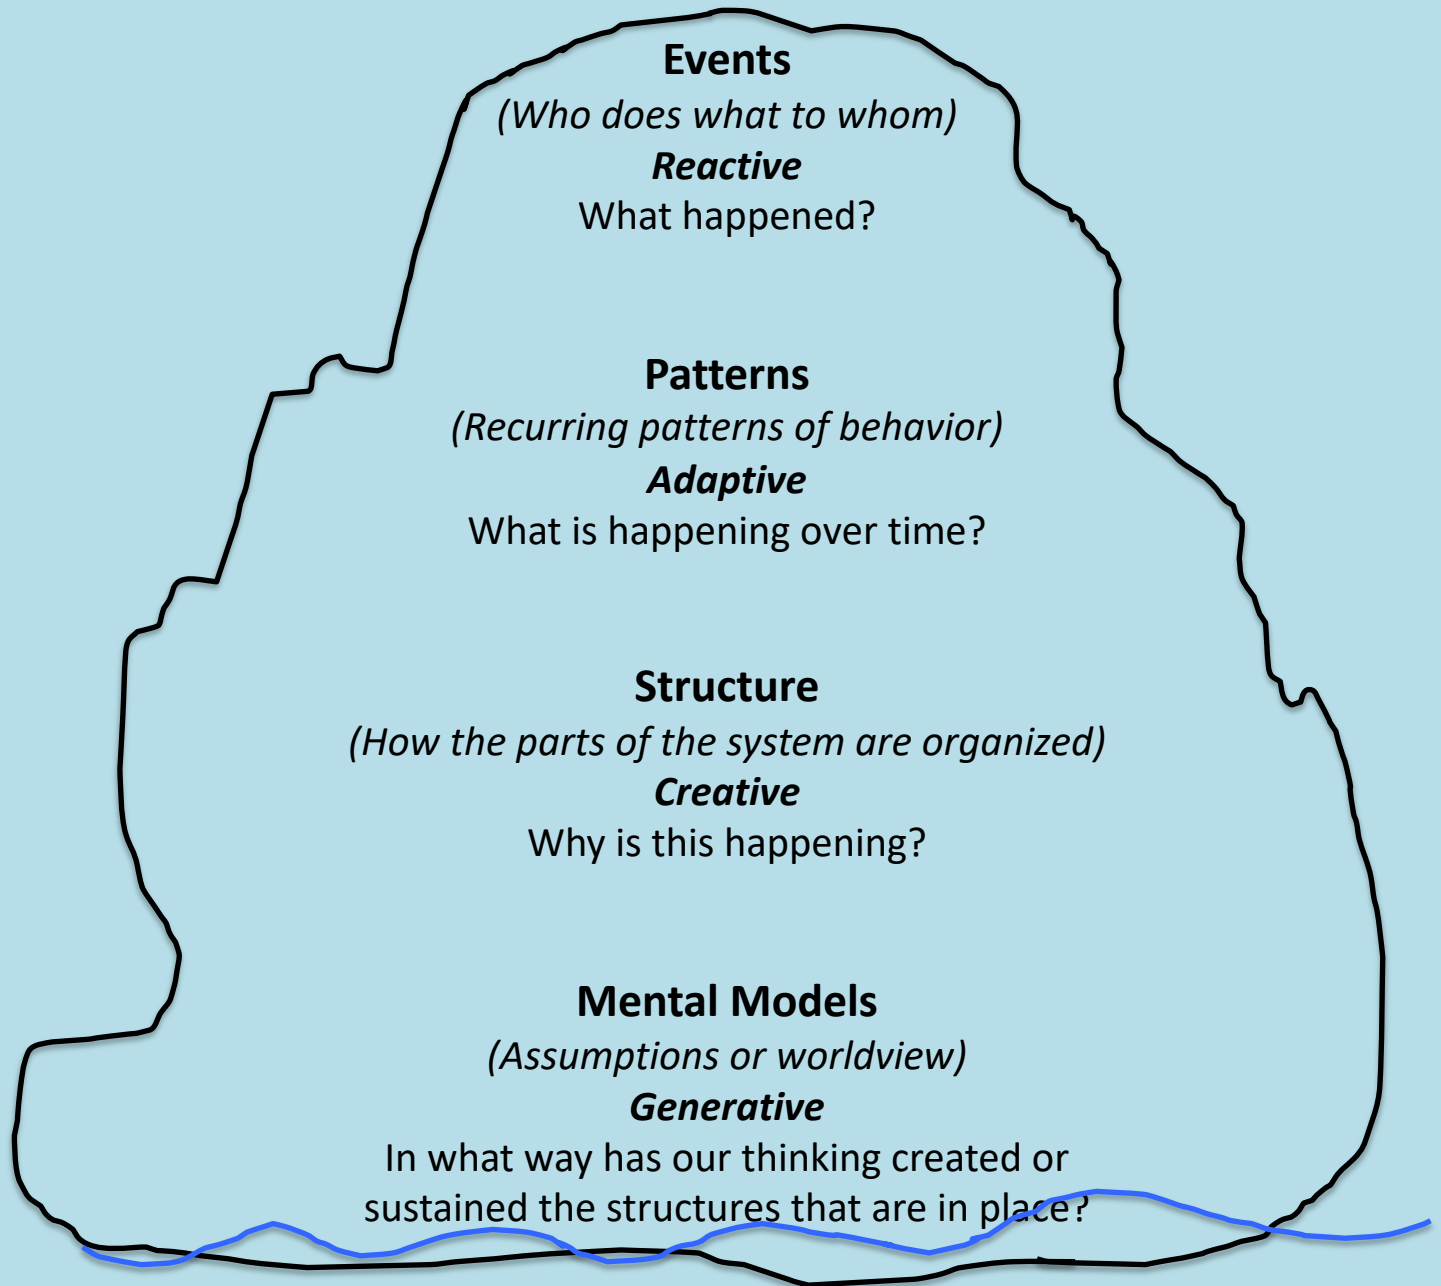 Events
(Who does what to whom)
Reactive
What happened?
Patterns
(Recurring patterns of behavior)
Adaptive
What is happening over time?
Structure
(How the parts of the system are organized)
Creative
Why is this happening?
Mental Models
(Assumptions or worldview)
Generative
In what way has our thinking created or
sustained the structures that are in place?